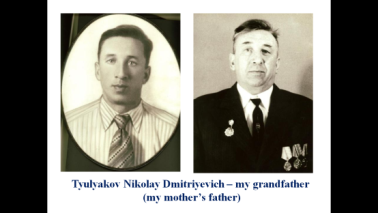 Tyulyakov Nikolay Dmitriyevich – my grandfather
(my mother's father)